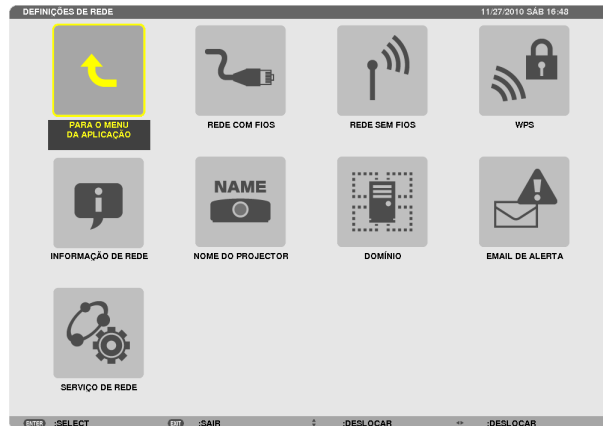 DEFINIÇÕES DE REDE 11/27/2010 SÁB 16:48
PARA O MENU
DA APLICAÇÃO
REDE COM FIOS
REDE SEM FIOS
WPS
NAME
INFORMAÇÃO DE REDE
NOME DO PROJECTOR
DOMÍNIO
EMAIL DE ALERTA
SERVIÇO DE REDE
ENTER :SELECT EXIT :SAIR :DESLOCAR :DESLOCAR